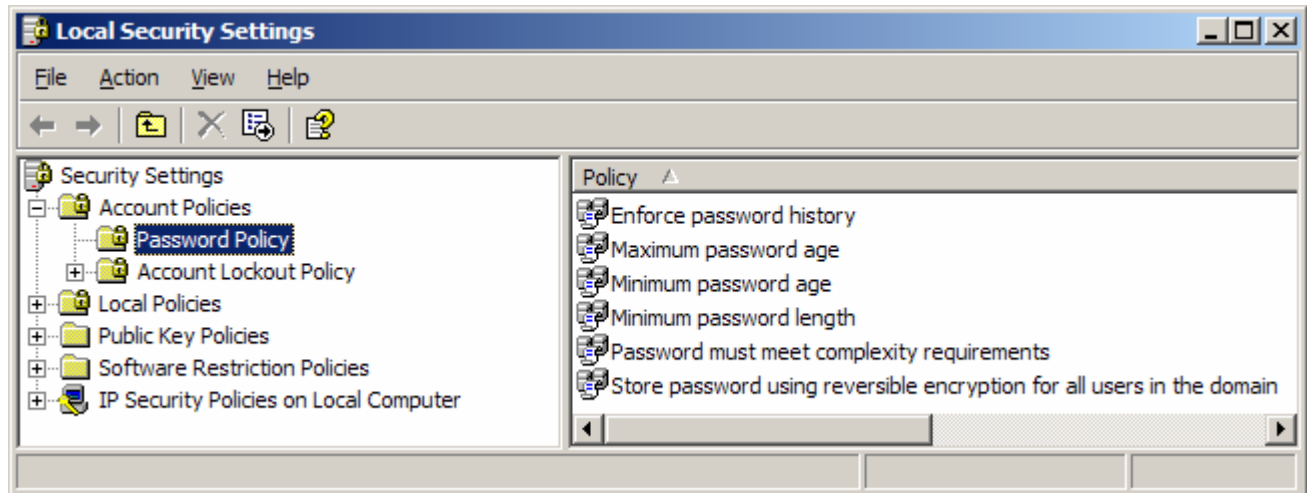 Local Security Settings
File Action View Help
Security Settings
Account Policies
Password Policy
Account Lockout Policy
Local Policies
Public Key Policies
Software Restriction Policies
IP Security Policies on Local Computer
Policy
Enforce password history
Maximum password age
Minimum password age
Minimum password length
Password must meet complexity requirements
Store password using reversible encryption for all users in the domain